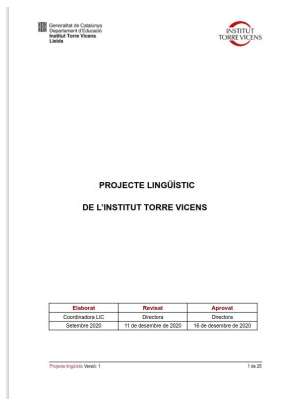 Generalitat de Catalunya
Departament d'Educació
Institut Torre Vicens
Lleida
INSTITUT
TORRE VICENS
PROJECTE LINGÜÍSTIC
DE L'INSTITUT TORRE VICENS
Elaborat Revisat Aprovat
Coordinadora LIC Directora Directora
Setembre 2020 11 de desembre de 2020 16 de desembre de 2020
Projecte lingüístic Versió: 1 1 de 25